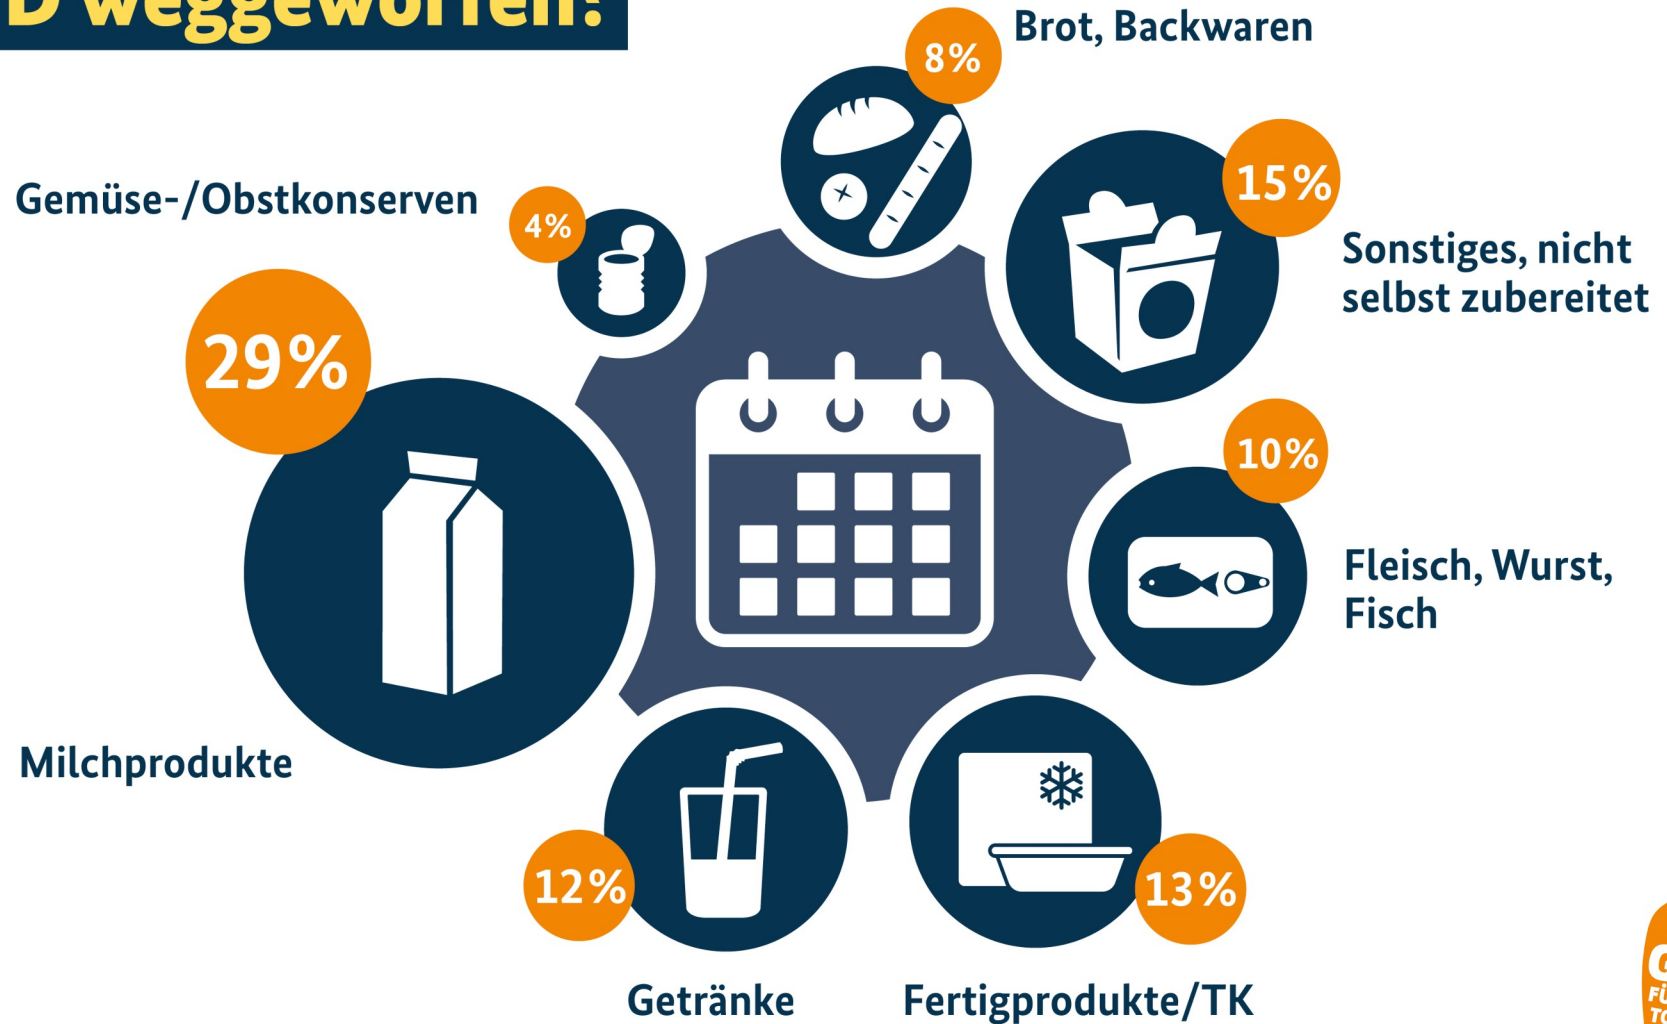 D weggeworfen?
Brot, Backwaren
8%
15%
Sonstiges, nicht
selbst zubereitet
Gemüse-/Obstkonserven
4%
29%
Milchprodukte
10%
Fleisch, Wurst,
Fisch
12%
Getränke
13%
Fertigprodukte/TK